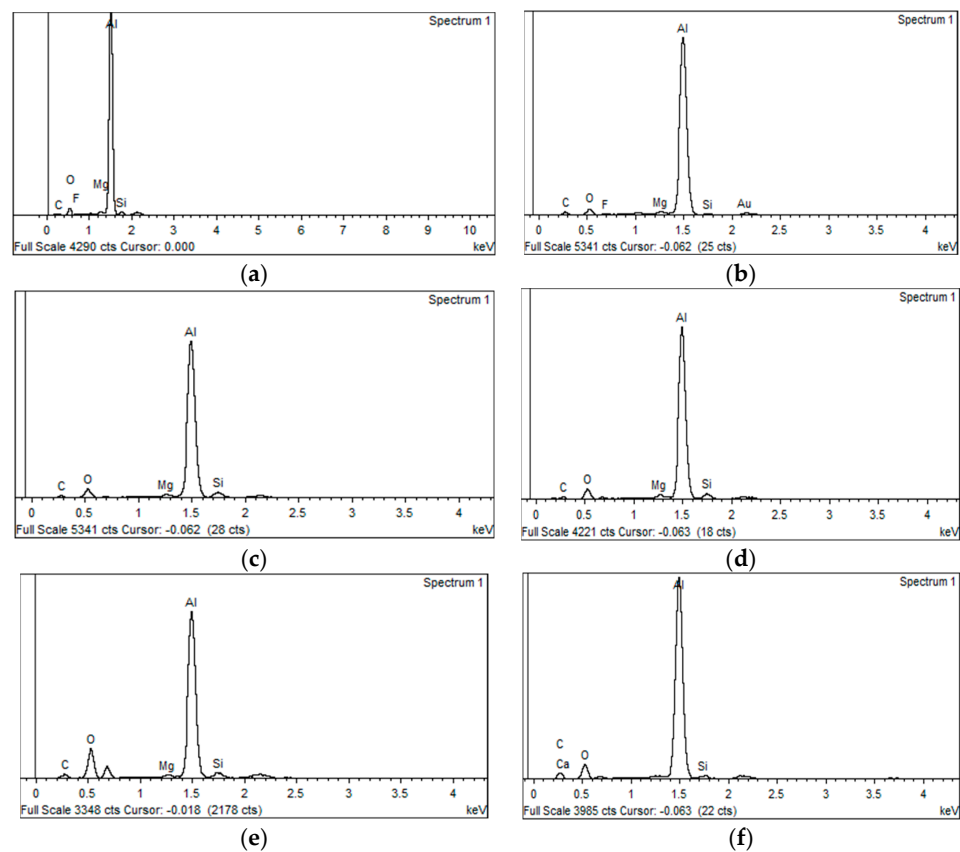 Spectrum 1
Al
O
Mg
C F Si
0 1 2 3 4 5 6 7 8 9 10
Full Scale 4290 cts Cursor: 0.000 keV
(a)
Spectrum 1
Al
C O F Mg Si Au
0 0.5 1 1.5 2 2.5 3 3.5 4
Full Scale 5341 cts Cursor: -0.062 (25 cts) keV
(b)
Spectrum 1
Al
C O Mg Si
0 0.5 1 1.5 2 2.5 3 3.5 4
Full Scale 5341 cts Cursor: -0.062 (28 cts) keV
(c)
Spectrum 1
Al
C O Mg Si
0 0.5 1 1.5 2 2.5 3 3.5 4
Full Scale 4221 cts Cursor: -0.063 (18 cts) keV
(d)
Spectrum 1
Al
O
C Mg Si
0 0.5 1 1.5 2 2.5 3 3.5 4
Full Scale 3348 cts Cursor: -0.018 (2178 cts) keV
(e)
Spectrum 1
Al
C
Ca O Si
0 0.5 1 1.5 2 2.5 3 3.5 4
Full Scale 3985 cts Cursor: -0.063 (22 cts) keV
(f)